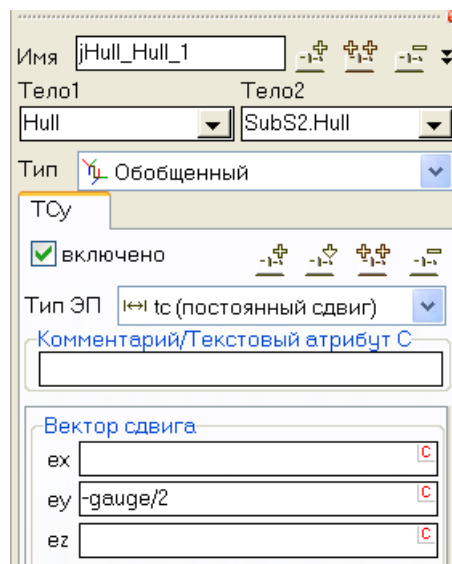 Имя jHull_Hull_1
Тело1 Тело2
Hull SubS2.Hull
Тип Обобщенный
TCy
включено
Тип ЭП tc (постоянный сдвиг)
Комментарий/Текстовый атрибут C
Вектор сдвига
ex C
ey -gauge/2 C
ez C